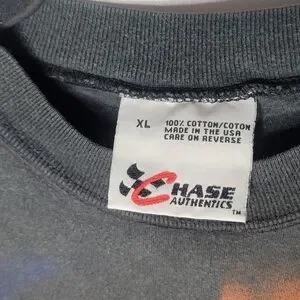 XL
100% COTTON/COTON
MADE IN THE USA
CARE ON REVERSE
CHASE
AUTHENTICS
TM